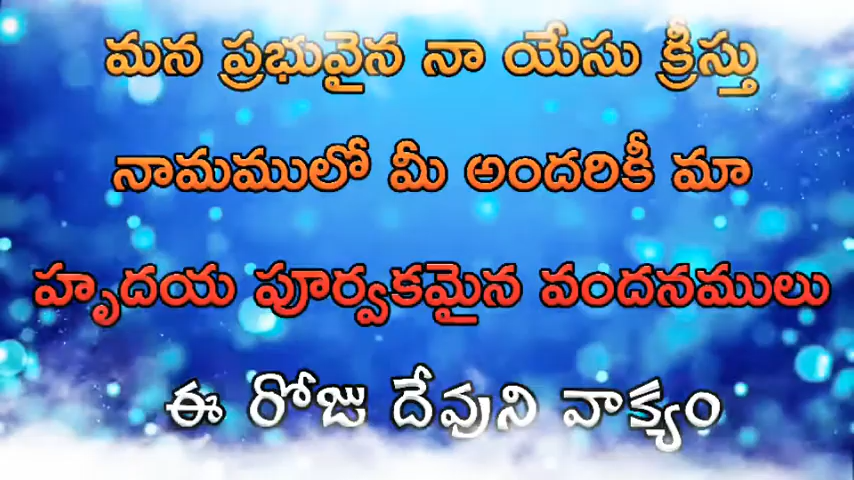 మన ప్రభువైన నా యేసు క్రీస్తు
నామములో మీ అందరికీ మా
హృదయ పూర్వకమైన వందనములు
ఈ రోజు దేవుని వాక్యం